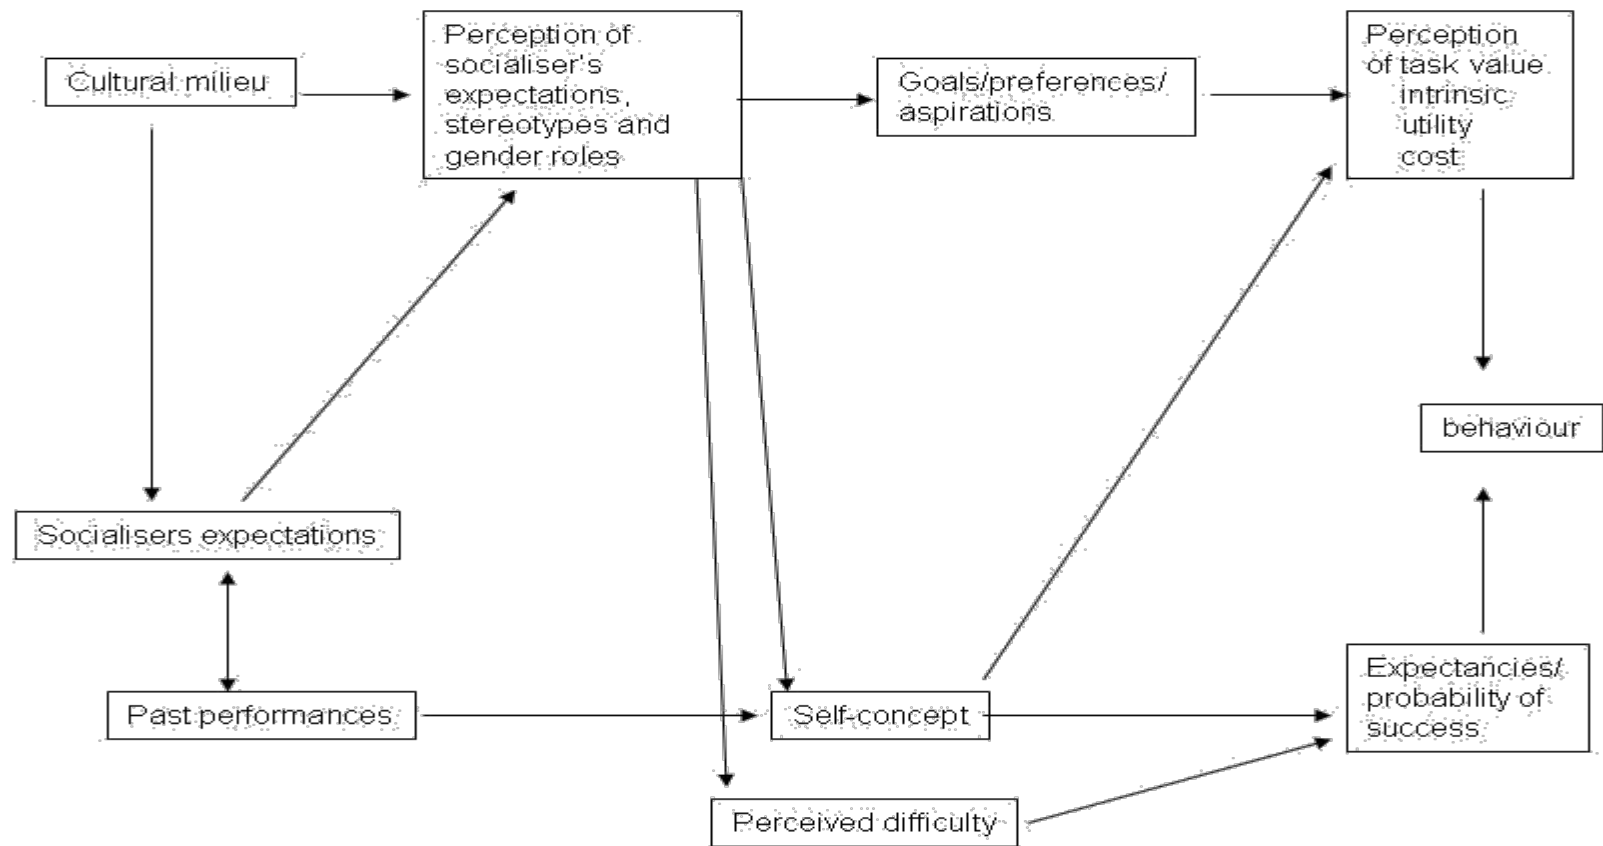 Cultural milieu
Perception of
socialiser's
expectations,
stereotypes and
gender roles
Goals/preferences/
aspirations
Perception
of task value
intrinsic
utility
cost
behaviour
Socialisers expectations
Past performances
Self-concept
Expectancies/
probability of
success
Perceived difficulty